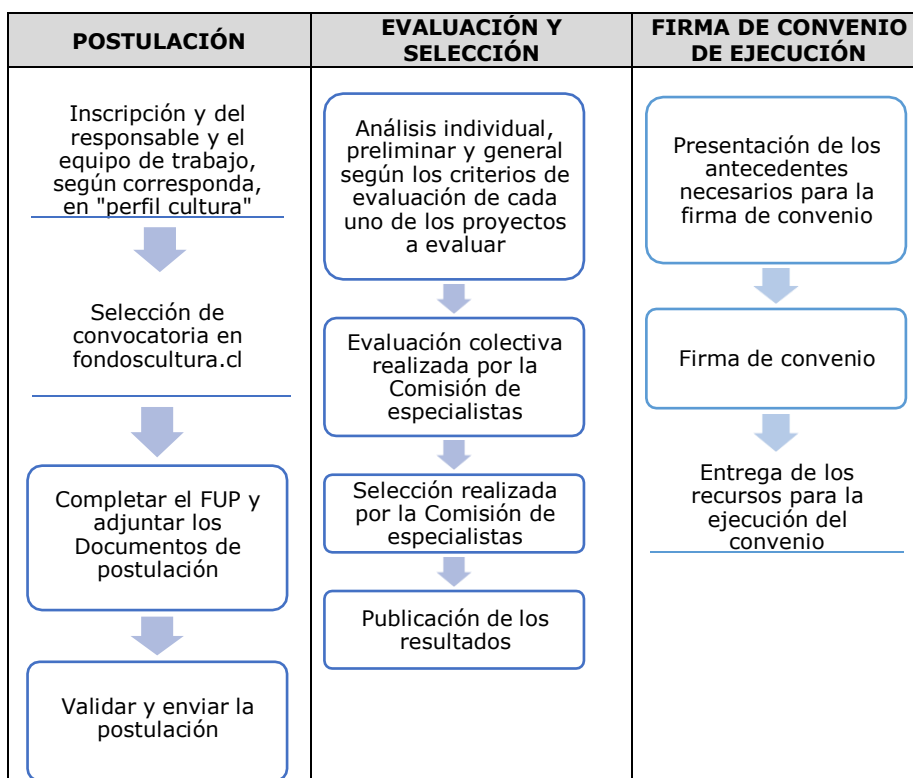 POSTULACIÓN
EVALUACIÓN Y
SELECCIÓN
FIRMA DE CONVENIO
DE EJECUCIÓN
Inscripción y del
responsable y el
equipo de trabajo,
según corresponda,
en "perfil cultura"
Selección de
convocatoria en
fondoscultura.cl
Completar el FUP y
adjuntar los
Documentos de
postulación
Validar y enviar la
postulación
Análisis individual,
preliminar y general
según los criterios de
evaluación de cada
uno de los proyectos
a evaluar
Evaluación colectiva
realizada por la
Comisión de
especialistas
Selección realizada
por la Comisión de
especialistas
Publicación de los
resultados
Presentación de los
antecedentes
necesarios para la
firma de convenio
Firma de convenio
Entrega de los
recursos para la
ejecución del
convenio